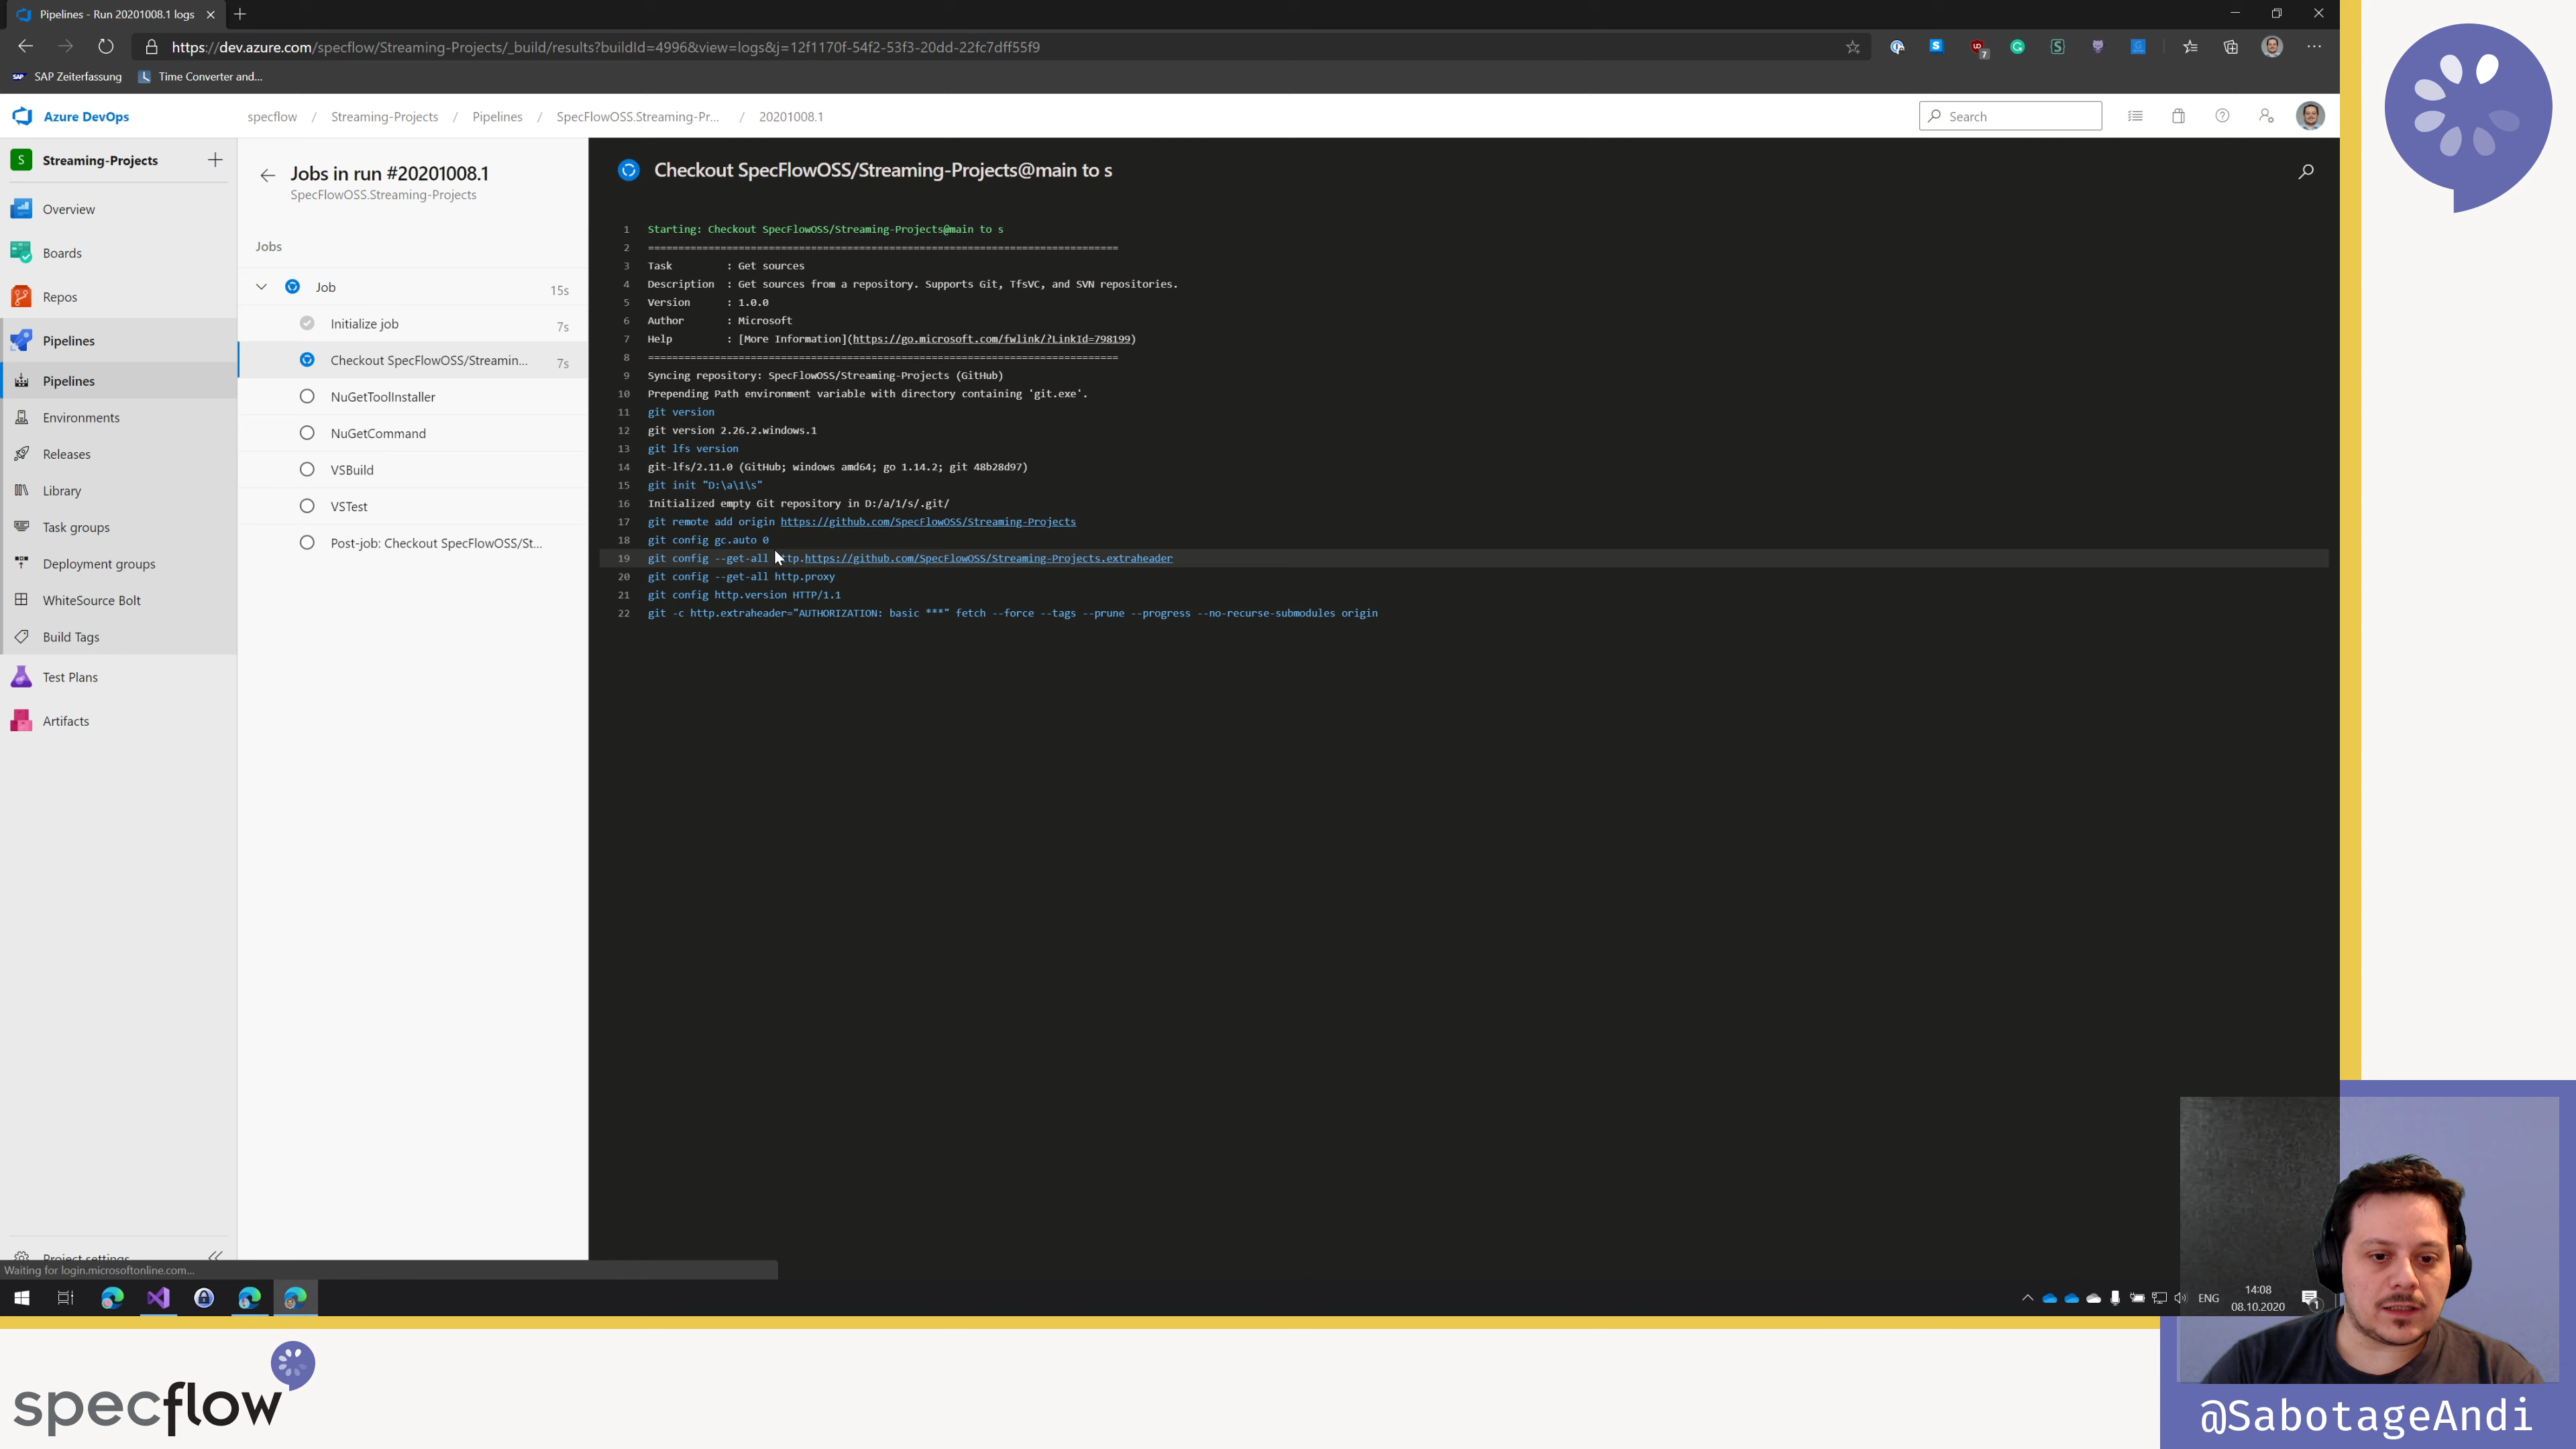 Pipelines - Run 20201008.1 logs
https://dev.azure.com/specflow/Streaming-Projects/_build/results?buildId=4996&view=logs&j=12f1170f-54f2-53f3-20dd-22fc7dff55f9
7
SAP Zeiterfassung
Time Converter and...
Azure DevOps
specflow / Streaming-Projects / Pipelines / SpecFlowOSS.Streaming-Pr... / 20201008.1
Search
S Streaming-Projects
Overview
Boards
Repos
Pipelines
Pipelines
Environments
Releases
Library
Task groups
Deployment groups
WhiteSource Bolt
Build Tags
Test Plans
Artifacts
Project settings
Waiting for login.microsoftonline.com...
Jobs in run #20201008.1
SpecFlowOSS.Streaming-Projects
Jobs
Job 15s
Initialize job 7s
Checkout SpecFlowOSS/Streamin... 7s
NuGetToolInstaller
NuGetCommand
VSBuild
VSTest
Post-job: Checkout SpecFlowOSS/St...
Checkout SpecFlowOSS/Streaming-Projects@main to s
1 Starting: Checkout SpecFlowOSS/Streaming-Projects@main to s
2 ==============================================================================
3 Task : Get sources
4 Description : Get sources from a repository. Supports Git, TfsVC, and SVN repositories.
5 Version : 1.0.0
6 Author : Microsoft
7 Help : [More Information](https://go.microsoft.com/fwlink/?LinkId=798199)
8 ==============================================================================
9 Syncing repository: SpecFlowOSS/Streaming-Projects (GitHub)
10 Prepending Path environment variable with directory containing 'git.exe'.
11 git version
12 git version 2.26.2.windows.1
13 git lfs version
14 git-lfs/2.11.0 (GitHub; windows amd64; go 1.14.2; git 48b28d97)
15 git init "D:\a\1\s"
16 Initialized empty Git repository in D:/a/1/s/.git/
17 git remote add origin https://github.com/SpecFlowOSS/Streaming-Projects
18 git config gc.auto 0
19 git config --get-all http.https://github.com/SpecFlowOSS/Streaming-Projects.extraheader
20 git config --get-all http.proxy
21 git config http.version HTTP/1.1
22 git -c http.extraheader="AUTHORIZATION: basic ***" fetch --force --tags --prune --progress --no-recurse-submodules origin
ENG
14:08
08.10.2020
1
specflow
@SabotageAndi